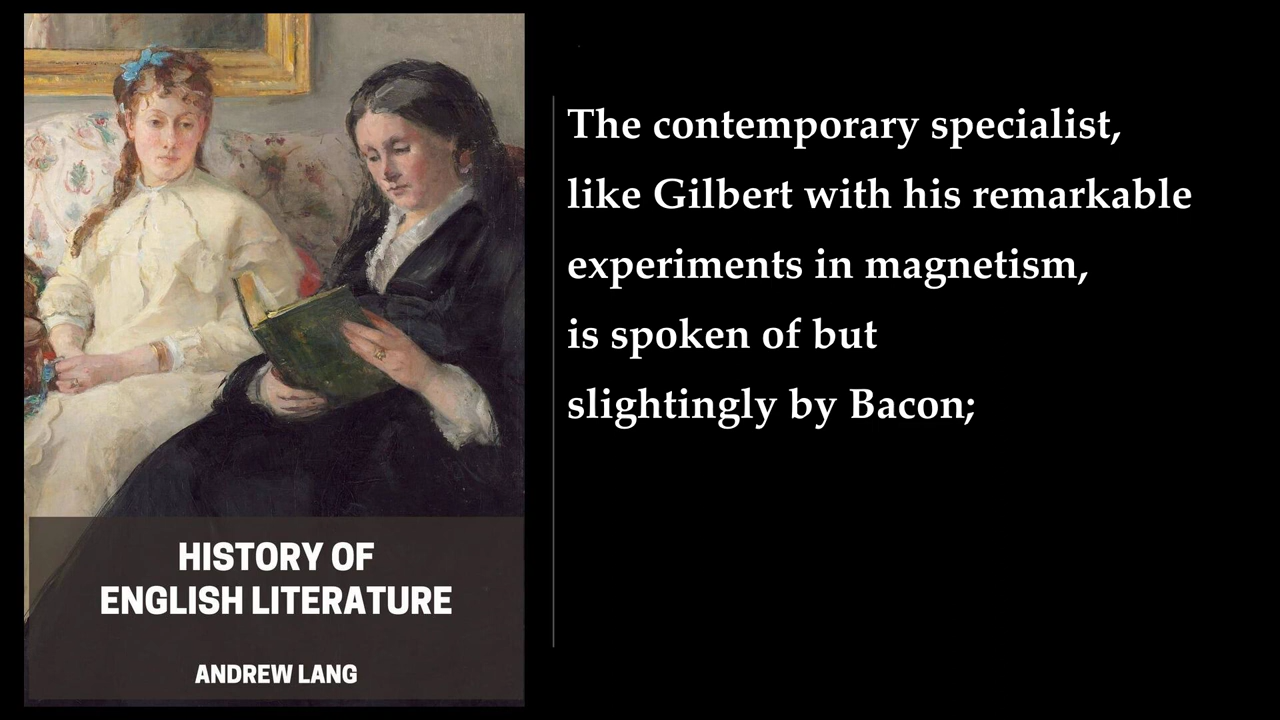 HISTORY OF
ENGLISH LITERATURE
ANDREW LANG
The contemporary specialist,
like Gilbert with his remarkable
experiments in magnetism,
is spoken of but
slightingly by Bacon;